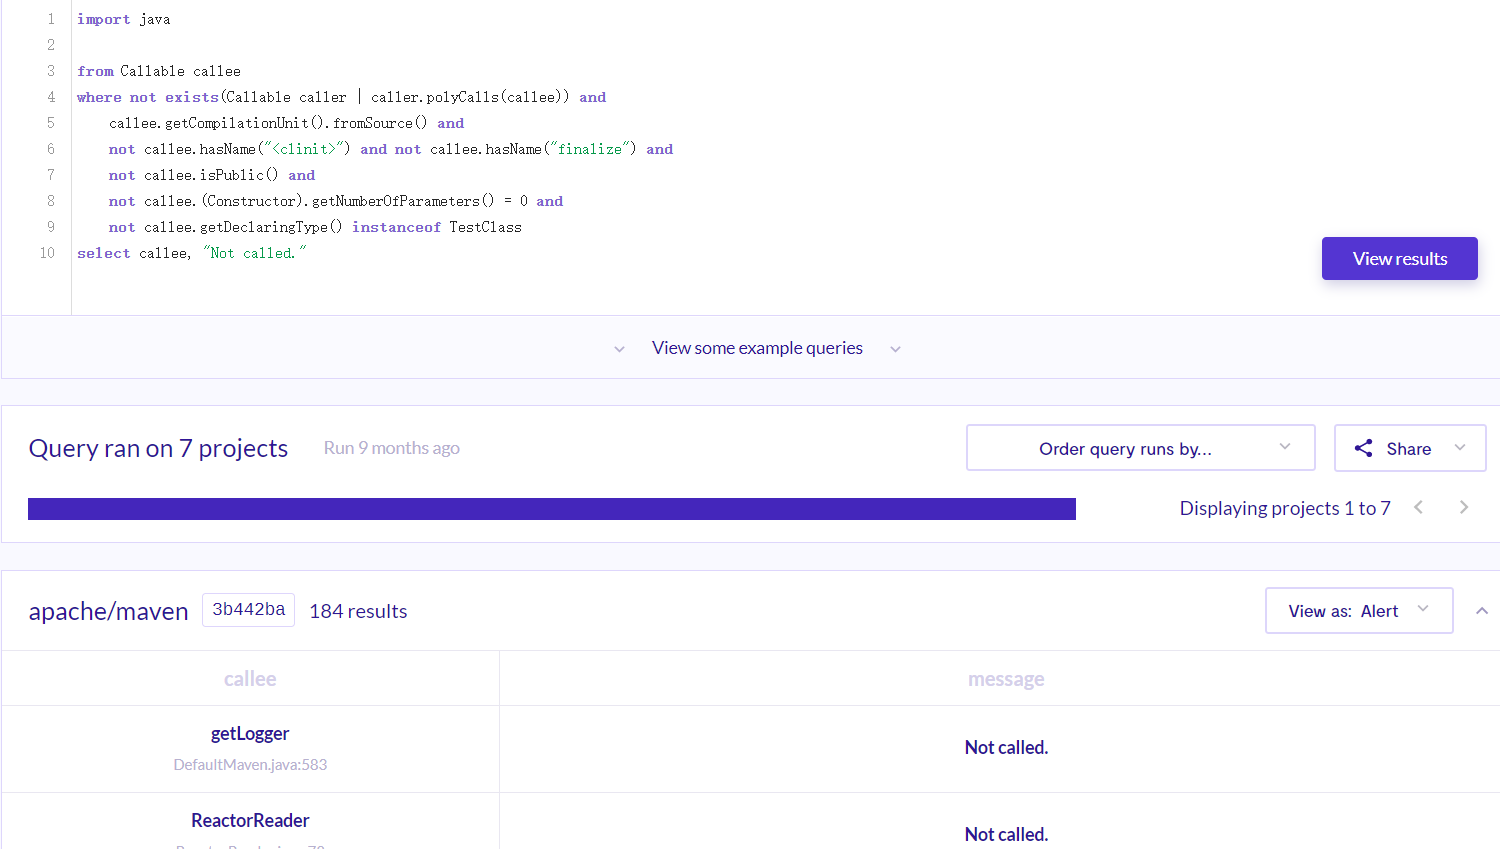 1 import java
2
3 from Callable callee
4 where not exists(Callable caller | caller.polyCalls(callee)) and
5 callee.getCompilationUnit().fromSource() and
6 not callee.hasName("<clinit>") and not callee.hasName("finalize") and
7 not callee.isPublic() and
8 not callee.(Constructor).getNumberOfParameters() = 0 and
9 not callee.getDeclaringType() instanceof TestClass
10 select callee, "Not called."
View results
View some example queries
Query ran on 7 projects Run 9 months ago Order query runs by... Share
Displaying projects 1 to 7
apache/maven 3b442ba 184 results View as: Alert
callee message
getLogger
DefaultMaven.java:583
Not called.
ReactorReader
Not called.